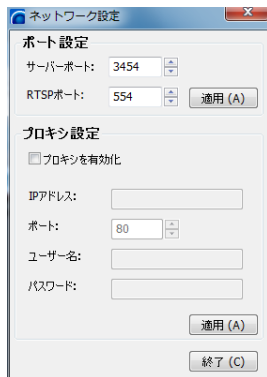 ネットワーク設定
ポート設定
サーバーポート: 3454
RTSPポート: 554 適用 (A)
プロキシ設定
プロキシを有効化
IPアドレス:
ポート: 80
ユーザー名:
パスワード:
適用 (A)
終了 (C)